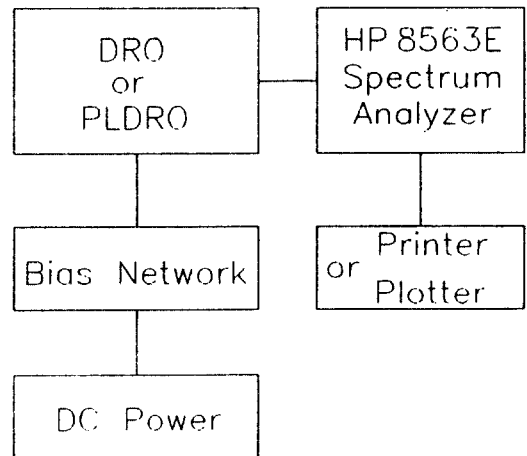 DRO
or
PLDRO
HP 8563E
Spectrum
Analyzer
Bias Network
Printer
or
Plotter
DC Power